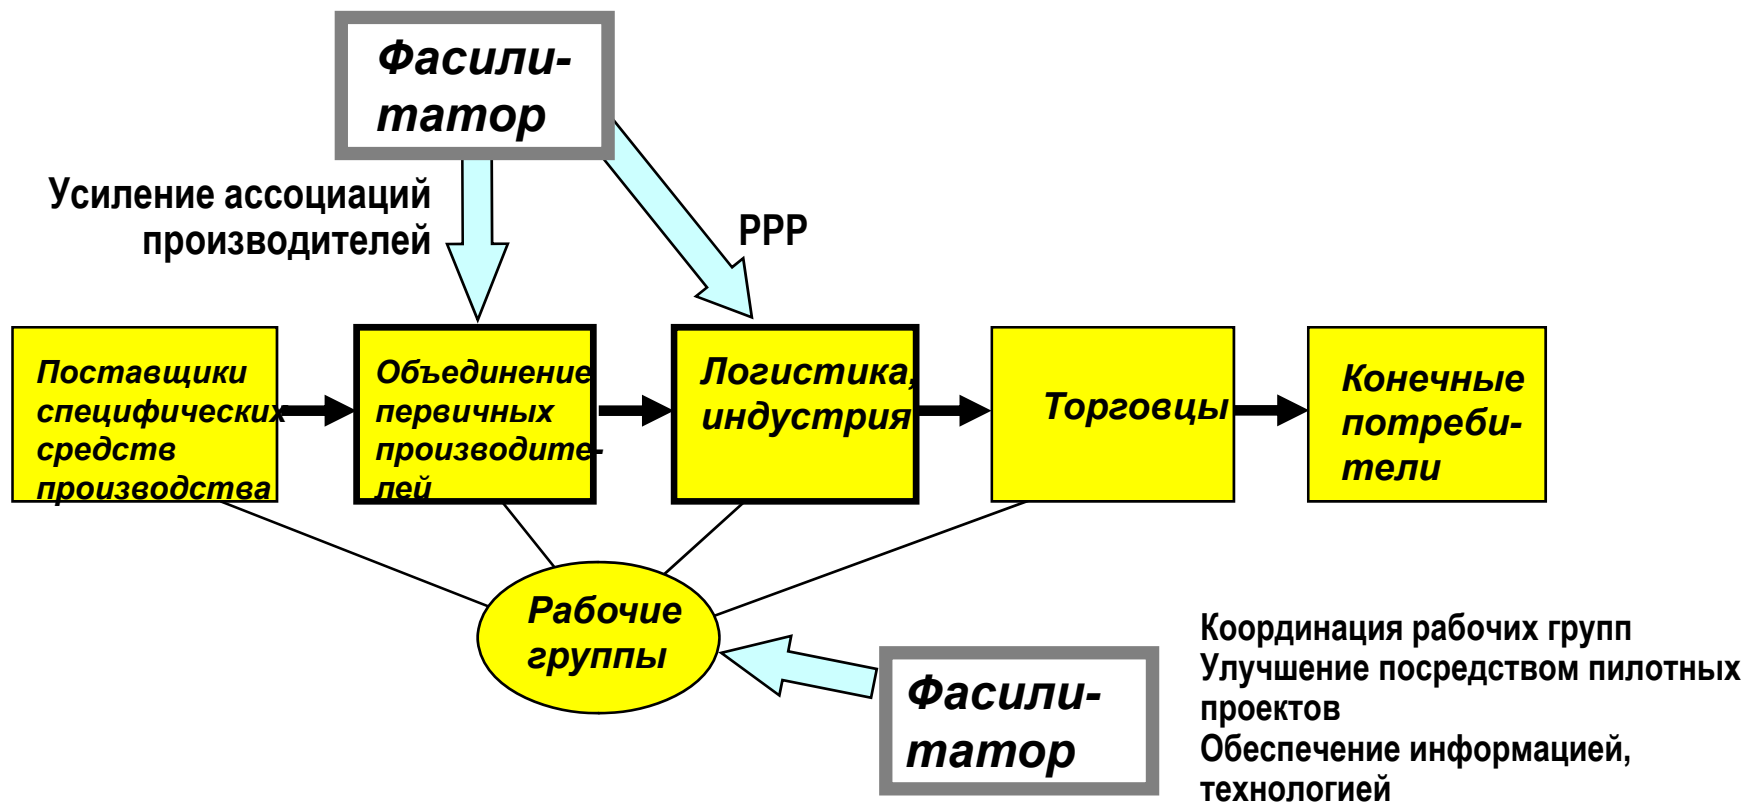 Фасили-
татор
Усиление ассоциаций
производителей
PPP
Поставщики
специфических
средств
производства
Объединение
первичных
производите-
лей
Логистика,
индустрия
Торговцы
Конечные
потреби-
тели
Рабочие
группы
Фасили-
татор
Координация рабочих групп
Улучшение посредством пилотных
проектов
Обеспечение информацией,
технологией